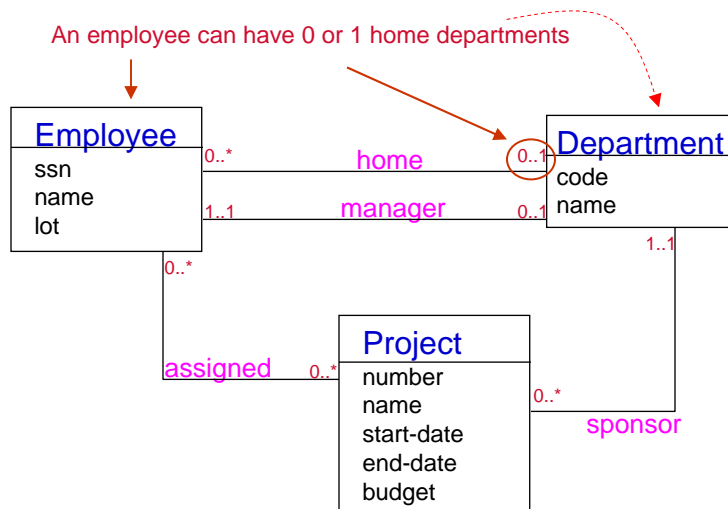 An employee can have 0 or 1 home departments
Employee
ssn
name
lot
0..*
home
0..1
1..1
manager
0..1
Department
code
name
0..*
1..1
assigned
0..*
Project
number
name
start-date
end-date
budget
0..*
sponsor